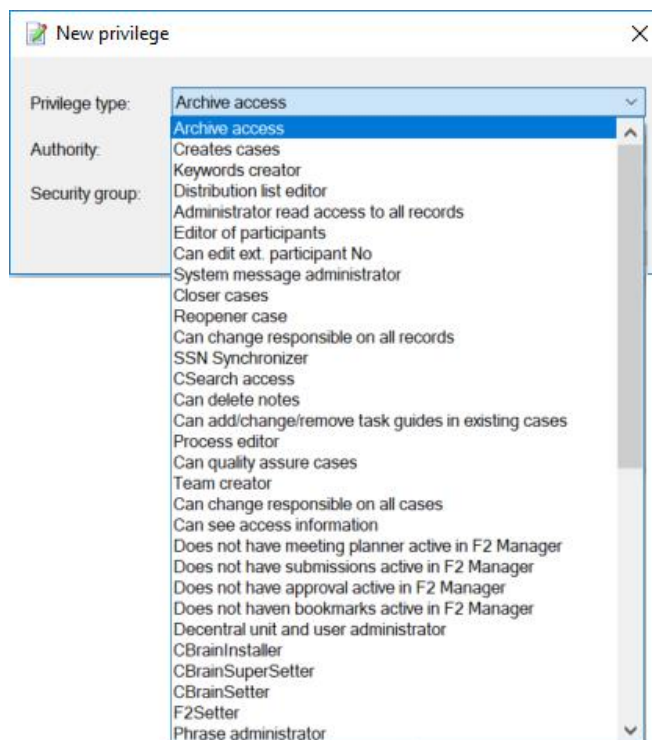 New privilege
Privilege type: Archive access
Archive access
Authority: Creates cases
Keywords creator
Security group: Distribution list editor
Administrator read access to all records
Editor of participants
Can edit ext. participant No
System message administrator
Closer cases
Reopener case
Can change responsible on all records
SSN Synchronizer
CSearch access
Can delete notes
Can add/change/remove task guides in existing cases
Process editor
Can quality assure cases
Team creator
Can change responsible on all cases
Can see access information
Does not have meeting planner active in F2 Manager
Does not have submissions active in F2 Manager
Does not have approval active in F2 Manager
Does not haven bookmarks active in F2 Manager
Decentral unit and user administrator
CBrainInstaller
CBrainSuperSetter
CBrainSetter
F2Setter
Phrase administrator